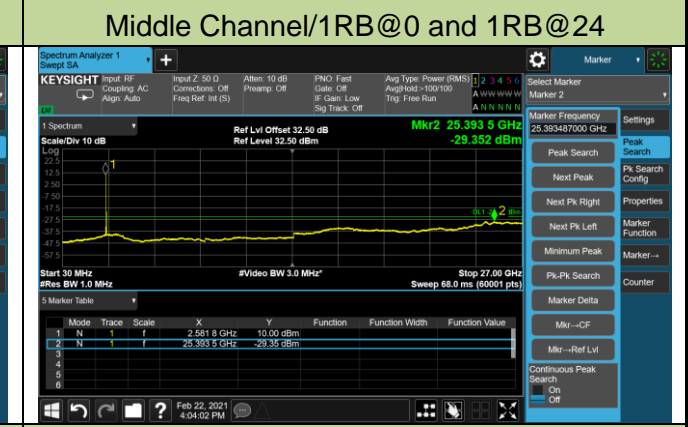 Middle Channel/1RB@0 and 1RB@24
Spectrum Analyzer 1
Swept SA
+
Marker
KEYSIGHT
Input: RF
Coupling: AC
Align: Auto
Input Z: 50 Ω
Corrections: Off
Freq Ref: Int (S)
Atten: 10 dB
Preamp: Off
PNO: Fast
Gate: Off
IF Gain: Low
Sig Track: Off
Avg Type: Power (RMS)
Avg|Hold:>100/100
Trig: Free Run
1 2 3 4 5 6
A W W W W W
A N N N N N
LNI
Select Marker
Marker 2
1 Spectrum
Scale/Div 10 dB
Log
Ref Lvl Offset 32.50 dB
Ref Level 32.50 dBm
Mkr2 25.393 5 GHz
-29.352 dBm
22.5
12.5
2.50
-7.50
-17.5
-27.5
-37.5
-47.5
-57.5
1
2
Start 30 MHz
#Res BW 1.0 MHz
#Video BW 3.0 MHz*
Stop 27.00 GHz
Sweep 68.0 ms (60001 pts)
5 Marker Table
Mode Trace Scale X Y Function Function Width Function Value
1 N 1 f 2.581 8 GHz 10.00 dBm
2 N 1 f 25.393 5 GHz -29.35 dBm
3
4
5
6
Marker Frequency
25.393487000 GHz
Peak Search
Next Peak
Next Pk Right
Next Pk Left
Minimum Peak
Pk-Pk Search
Marker Delta
Mkr→CF
Mkr→Ref Lvl
Continuous Peak
Search
On
Off
Settings
Peak
Search
Pk Search
Config
Properties
Marker
Function
Marker→
Counter
?
Feb 22, 2021
4:04:02 PM